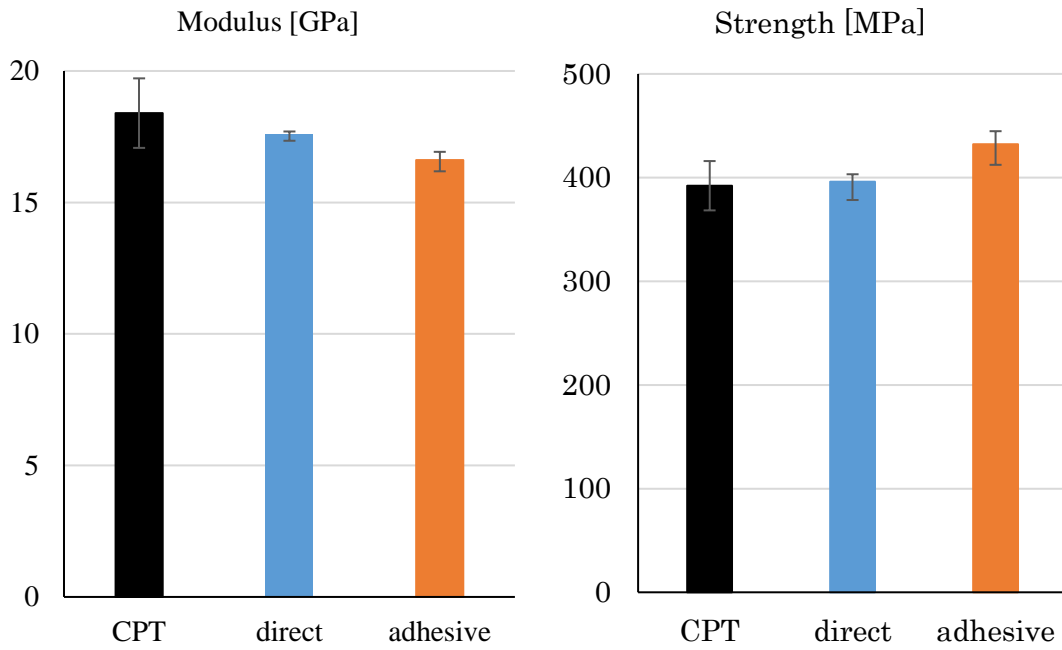 Modulus [GPa]
20
15
10
5
0
CPT direct adhesive
Strength [MPa]
500
400
300
200
100
0
CPT direct adhesive